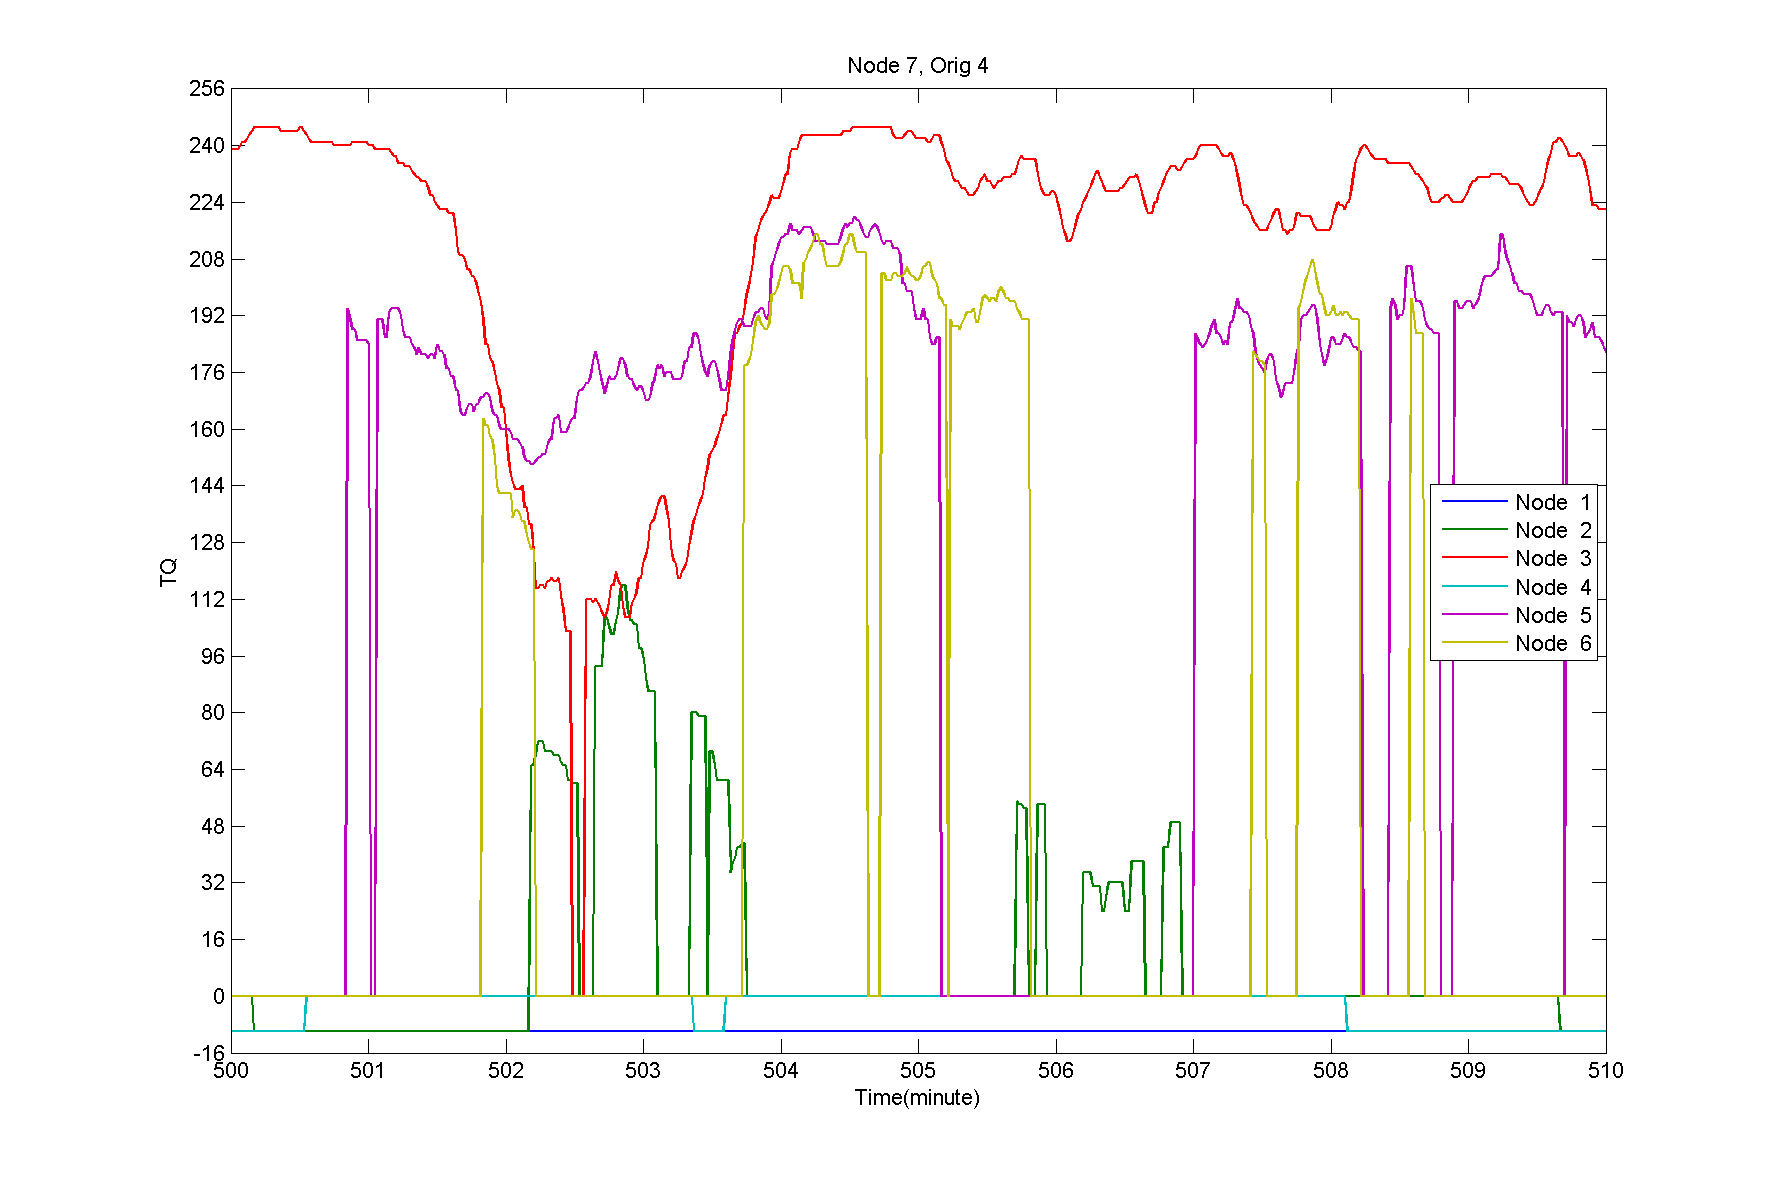 Node 7, Orig 4
256
240
224
208
192
176
160
144
128
112
96
80
64
48
32
16
0
-16
TQ
Node 1
Node 2
Node 3
Node 4
Node 5
Node 6
500 501 502 503 504 505 506 507 508 509 510
Time(minute)